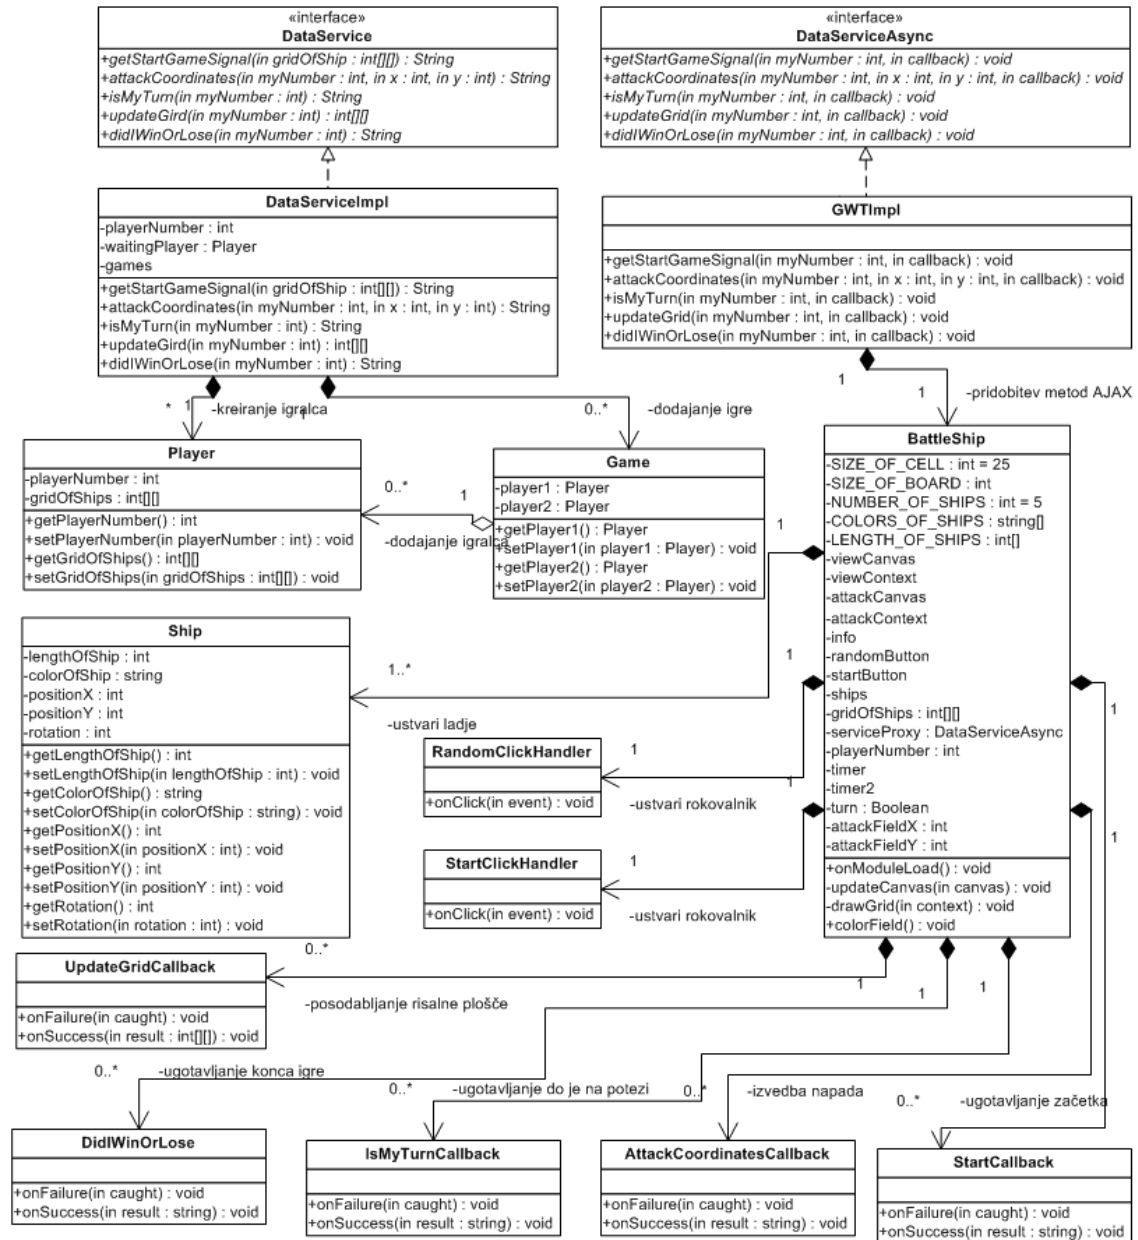 «interface»
DataService
+getStartGameSignal(in gridOfShip : int[][]) : String
+attackCoordinates(in myNumber : int, in x : int, in y : int) : String
+isMyTurn(in myNumber : int) : String
+updateGird(in myNumber : int) : int[][]
+didIWinOrLose(in myNumber : int) : String
«interface»
DataServiceAsync
+getStartGameSignal(in myNumber : int, in callback) : void
+attackCoordinates(in myNumber : int, in x : int, in y : int, in callback) : void
+isMyTurn(in myNumber : int, in callback) : void
+updateGrid(in myNumber : int, in callback) : void
+didIWinOrLose(in myNumber : int, in callback) : void
DataServiceImpl
-playerNumber : int
-waitingPlayer : Player
-games
+getStartGameSignal(in gridOfShip : int[][]) : String
+attackCoordinates(in myNumber : int, in x : int, in y : int) : String
+isMyTurn(in myNumber : int) : String
+updateGird(in myNumber : int) : int[][]
+didIWinOrLose(in myNumber : int) : String
GWTImpl
+getStartGameSignal(in myNumber : int, in callback) : void
+attackCoordinates(in myNumber : int, in x : int, in y : int, in callback) : void
+isMyTurn(in myNumber : int, in callback) : void
+updateGrid(in myNumber : int, in callback) : void
+didIWinOrLose(in myNumber : int, in callback) : void
* 1 -kreiranje igralca
1
0..* -dodajanje igre
1
1 -pridobitev metod AJAX
Player
-playerNumber : int
-gridOfShips : int[][]
+getPlayerNumber() : int
+setPlayerNumber(in playerNumber : int) : void
+getGridOfShips() : int[][]
+setGridOfShips(in gridOfShips : int[][]) : void
0..* 1
-dodajanje igralca
Game
-player1 : Player
-player2 : Player
+getPlayer1() : Player
+setPlayer1(in player1 : Player) : void
+getPlayer2() : Player
+setPlayer2(in player2 : Player) : void
BattleShip
-SIZE_OF_CELL : int = 25
-SIZE_OF_BOARD : int
-NUMBER_OF_SHIPS : int = 5
-COLORS_OF_SHIPS : string[]
-LENGTH_OF_SHIPS : int[]
-viewCanvas
-viewContext
-attackCanvas
-attackContext
-info
-randomButton
-startButton
-ships
-gridOfShips : int[][]
-serviceProxy : DataServiceAsync
-playerNumber : int
-timer
-timer2
-turn : Boolean
-attackFieldX : int
-attackFieldY : int
+onModuleLoad() : void
-updateCanvas(in canvas) : void
-drawGrid(in context) : void
+colorField() : void
Ship
-lengthOfShip : int
-colorOfShip : string
-positionX : int
-positionY : int
-rotation : int
+getLengthOfShip() : int
+setLengthOfShip(in lengthOfShip : int) : void
+getColorOfShip() : string
+setColorOfShip(in colorOfShip : string) : void
+getPositionX() : int
+setPositionX(in positionX : int) : void
+getPositionY() : int
+setPositionY(in positionY : int) : void
+getRotation() : int
+setRotation(in rotation : int) : void
1
1..*
-ustvari ladje
1
RandomClickHandler
+onClick(in event) : void
1
-ustvari rokovalnik
1
StartClickHandler
+onClick(in event) : void
1
-ustvari rokovalnik
1
1
UpdateGridCallback
+onFailure(in caught) : void
+onSuccess(in result : int[][]) : void
0..*
-posodabljanje risalne plošče
1
1
1
0..* -ugotavljanje konca igre
0..* -ugotavljanje do je na potezi
0..* -izvedba napada
0..* -ugotavljanje začetka
DidIWinOrLose
+onFailure(in caught) : void
+onSuccess(in result : string) : void
IsMyTurnCallback
+onFailure(in caught) : void
+onSuccess(in result : string) : void
AttackCoordinatesCallback
+onFailure(in caught) : void
+onSuccess(in result : string) : void
StartCallback
+onFailure(in caught) : void
+onSuccess(in result : string) : void